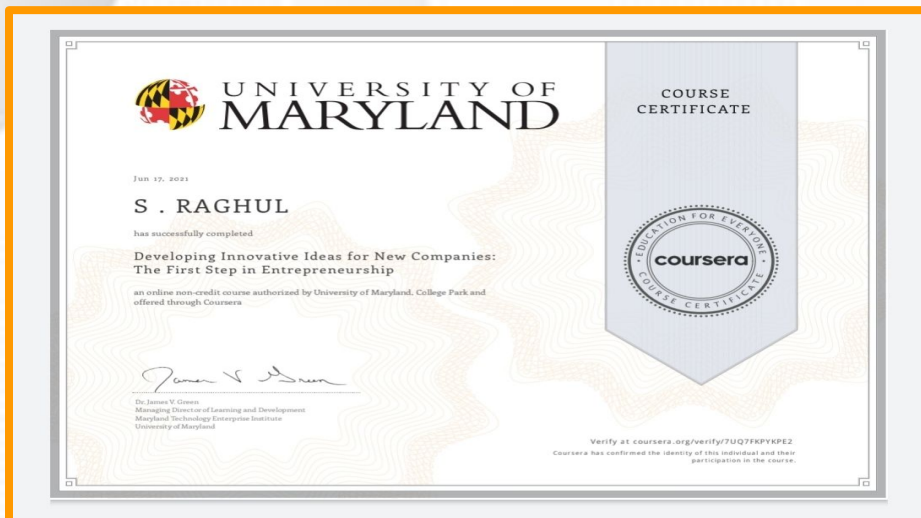 UNIVERSITY OF
MARYLAND
COURSE
CERTIFICATE
Jun 17, 2021
S . RAGHUL
has successfully completed
Developing Innovative Ideas for New Companies:
The First Step in Entrepreneurship
an online non-credit course authorized by University of Maryland, College Park and
offered through Coursera
EDUCATION FOR EVERYONE
coursera
COURSE CERTIFICATE
James V Green
Dr. James V. Green
Managing Director of Learning and Development
Maryland Technology Enterprise Institute
University of Maryland
Verify at coursera.org/verify/7UQ7FKPYKPE2
Coursera has confirmed the identity of this individual and their
participation in the course.